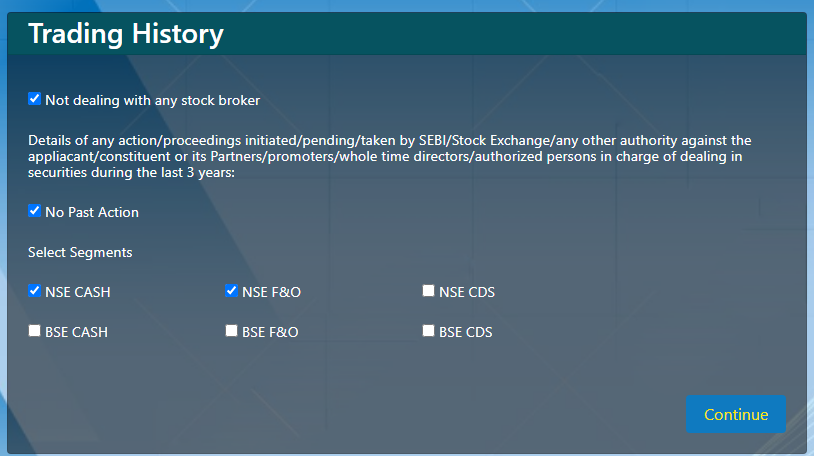 Trading History
Not dealing with any stock broker
Details of any action/proceedings initiated/pending/taken by SEBI/Stock Exchange/any other authority against the
appliacant/constituent or its Partners/promoters/whole time directors/authorized persons in charge of dealing in
securities during the last 3 years:
No Past Action
Select Segments
NSE CASH NSE F&O NSE CDS
BSE CASH BSE F&O BSE CDS
Continue